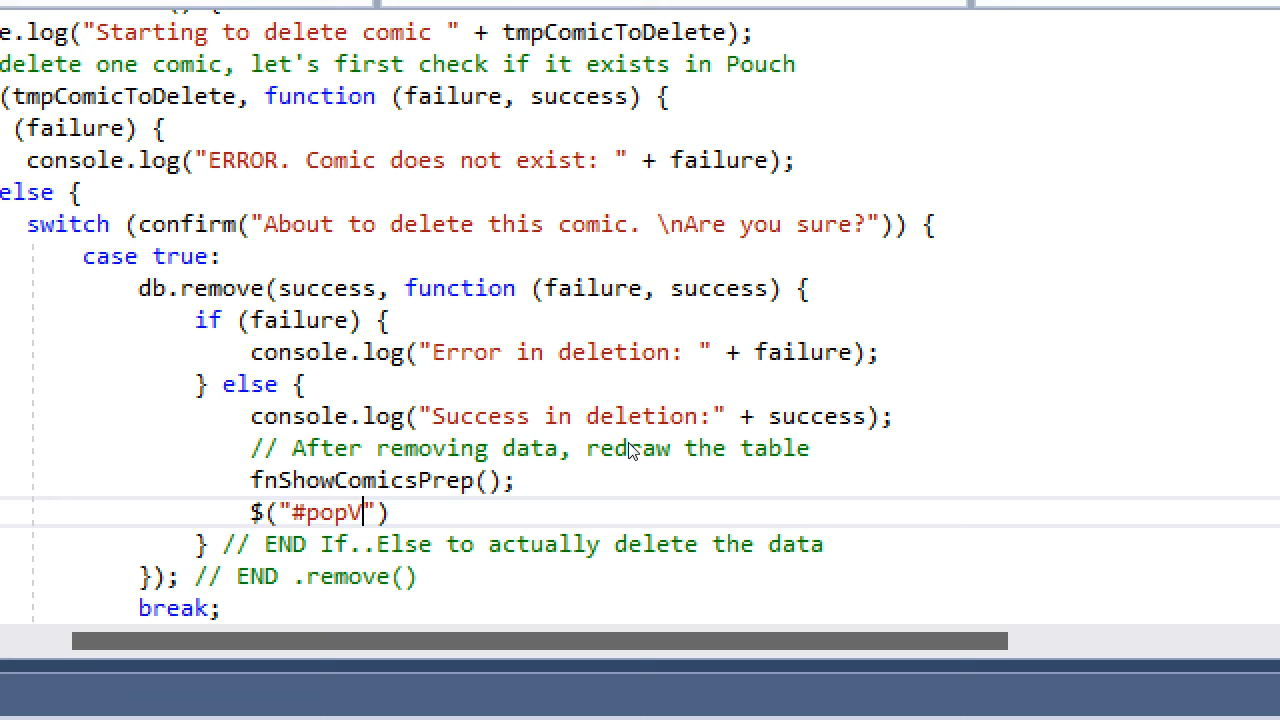 () {
e.log("Starting to delete comic " + tmpComicToDelete);
delete one comic, let's first check if it exists in Pouch
(tmpComicToDelete, function (failure, success) {
(failure) {
console.log("ERROR. Comic does not exist: " + failure);
else {
switch (confirm("About to delete this comic. \nAre you sure?")) {
case true:
db.remove(success, function (failure, success) {
if (failure) {
console.log("Error in deletion: " + failure);
} else {
console.log("Success in deletion:" + success);
// After removing data, redraw the table
fnShowComicsPrep();
$("#popV")
} // END If..Else to actually delete the data
}); // END .remove()
break;